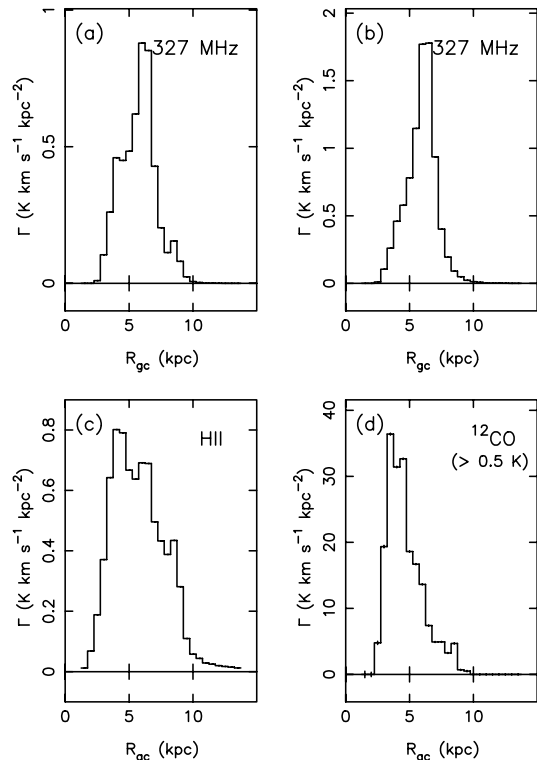 (a)
327 MHz
Γ (K km s⁻¹ kpc⁻²)
1
0.5
0
0 5 10
R_gc (kpc)
(b)
327 MHz
Γ (K km s⁻¹ kpc⁻²)
2
1.5
1
0.5
0
0 5 10
R_gc (kpc)
(c)
HII
Γ (K km s⁻¹ kpc⁻²)
0.8
0.6
0.4
0.2
0
0 5 10
R_gc (kpc)
(d)
¹²CO
(> 0.5 K)
Γ (K km s⁻¹ kpc⁻²)
40
30
20
10
0
0 5 10
R_gc (kpc)